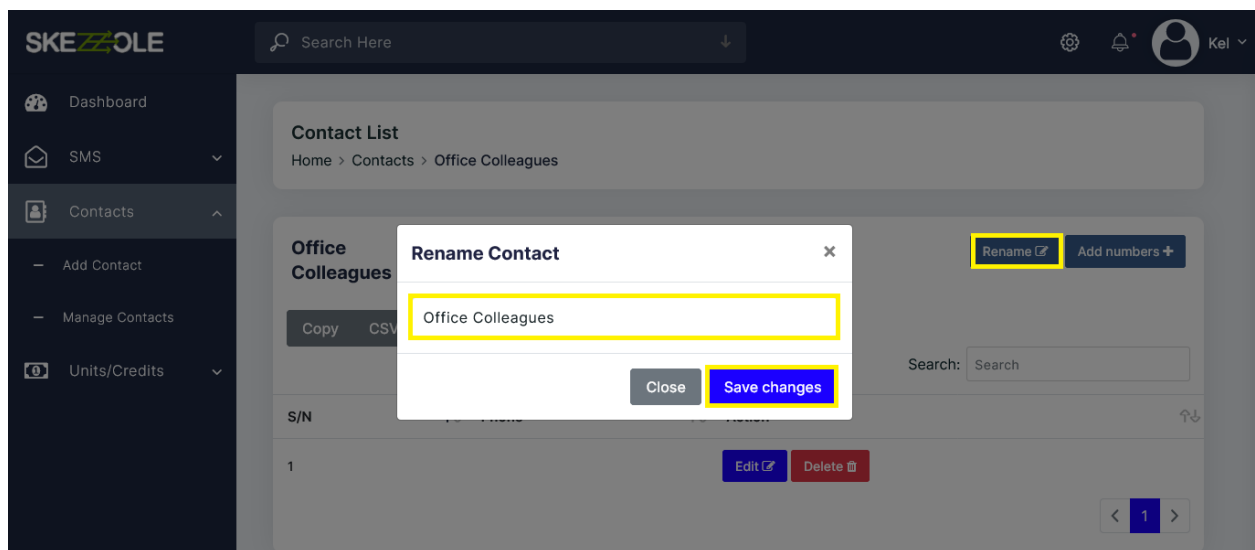 SKEZZOLE
Search Here
Kel
Dashboard
SMS
Contacts
Add Contact
Manage Contacts
Units/Credits
Contact List
Home > Contacts > Office Colleagues
Office
Colleagues
Rename
Add numbers +
Rename Contact
×
Office Colleagues
Close
Save changes
Copy
CSV
Search:
Search
S/N
Phone
Action
1
Edit
Delete
< 1 >